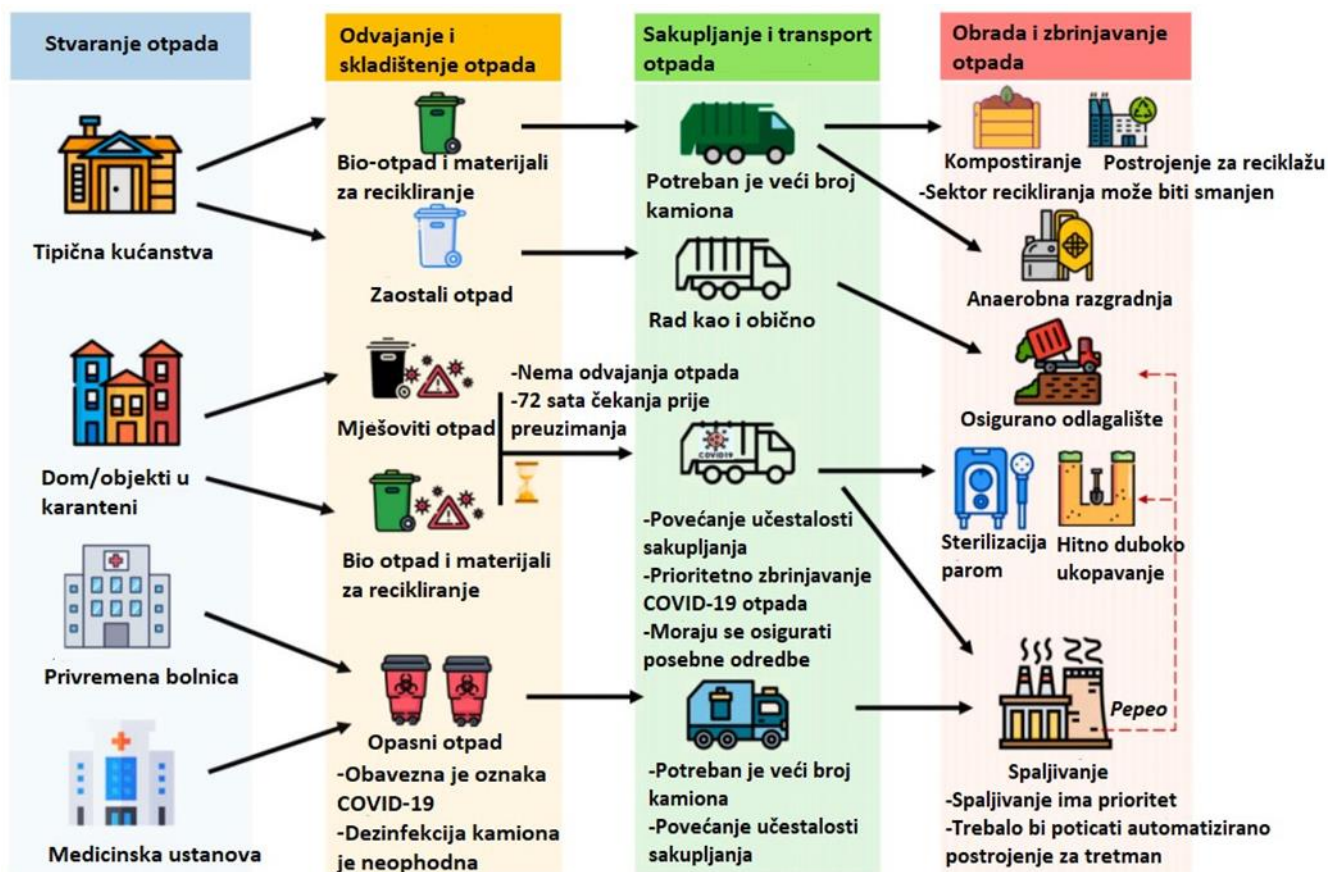 Stvaranje otpada
Odvajanje i
skladištenje otpada
Sakupljanje i transport
otpada
Obrada i zbrinjavanje
otpada
Tipična kućanstva
Dom/objekti u
karanteni
Privremena bolnica
Medicinska ustanova
Bio-otpad i materijali
za recikliranje
Zaostali otpad
Mješoviti otpad
Bio otpad i materijali
za recikliranje
Opasni otpad
-Obavezna je oznaka
COVID-19
-Dezinfekcija kamiona
je neophodna
-Nema odvajanja otpada
-72 sata čekanja prije
preuzimanja
Potreban je veći broj
kamiona
Rad kao i obično
COVID19
-Povećanje učestalosti
sakupljanja
-Prioritetno zbrinjavanje
COVID-19 otpada
-Moraju se osigurati
posebne odredbe
-Potreban je veći broj
kamiona
-Povećanje učestalosti
sakupljanja
Kompostiranje
Postrojenje za reciklažu
-Sektor recikliranja može biti smanjen
Anaerobna razgradnja
Osigurano odlagalište
Sterilizacija
parom
Hitno duboko
ukopavanje
Pepeo
Spaljivanje
-Spaljivanje ima prioritet
-Trebalo bi poticati automatizirano
postrojenje za tretman